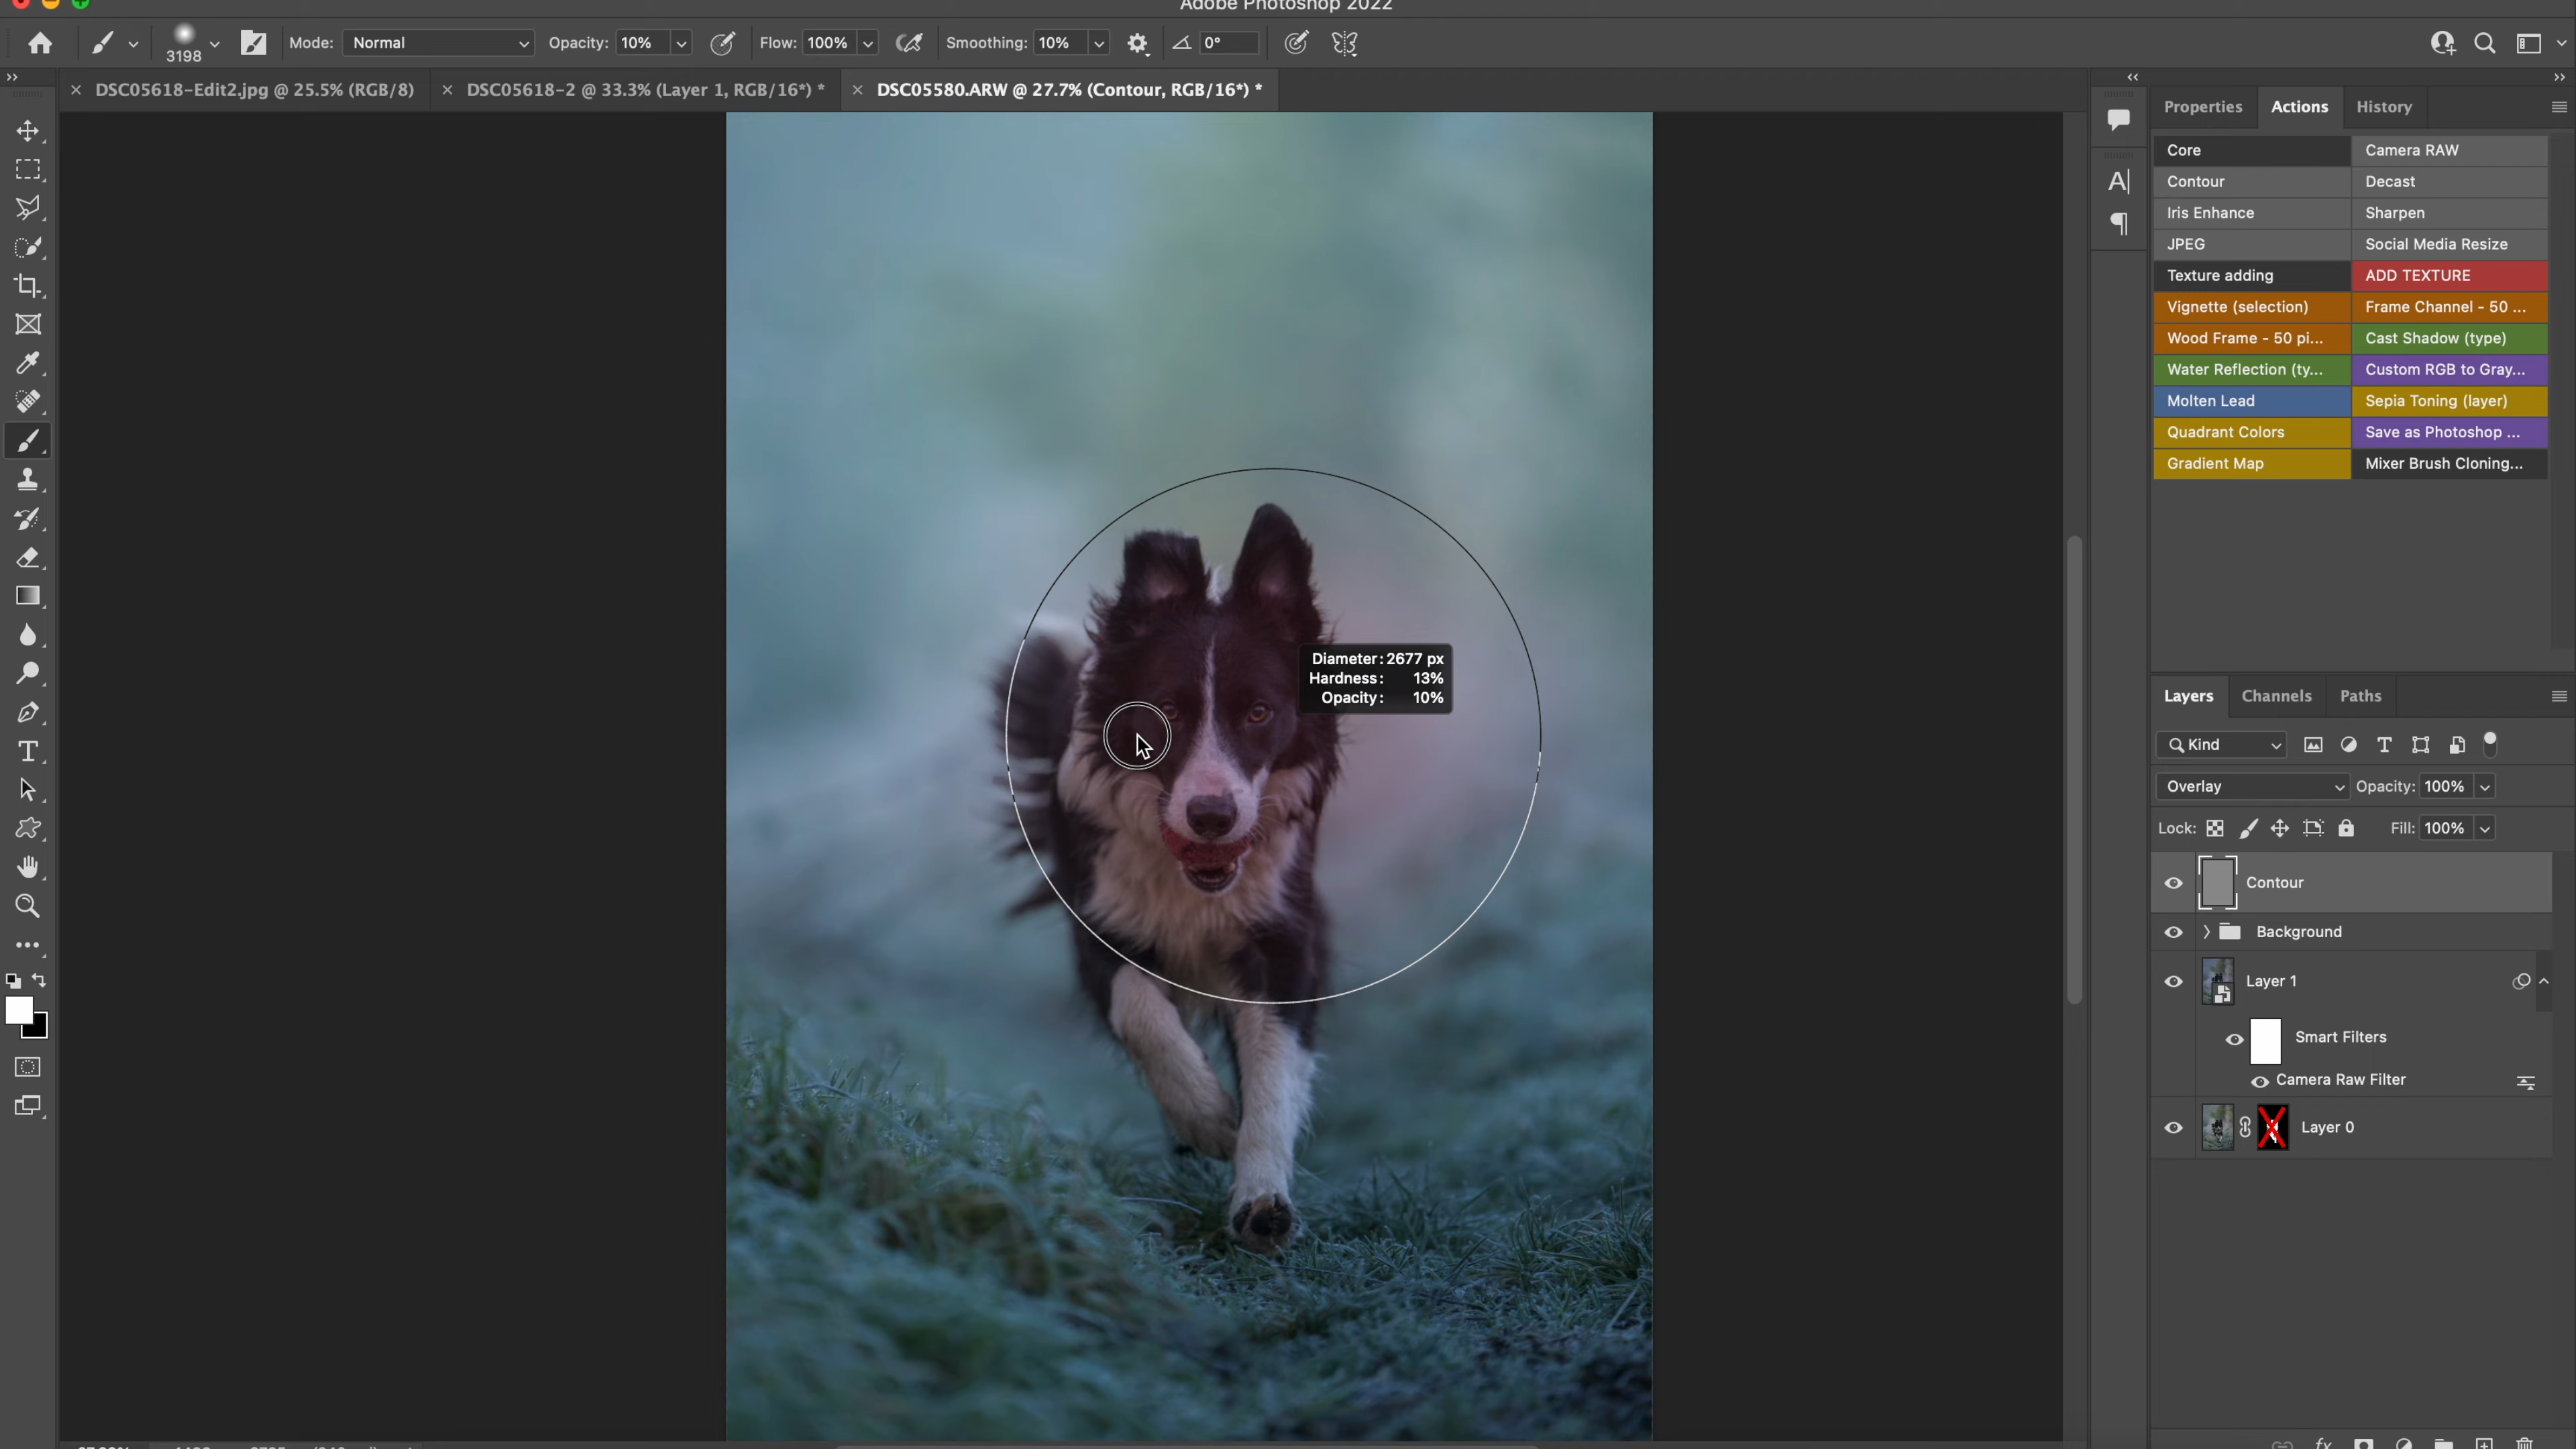 Adobe Photoshop 2022
3198 Mode: Normal Opacity: 10% Flow: 100% Smoothing: 10% 0°
DSC05618-Edit2.jpg @ 25.5% (RGB/8) DSC05618-2 @ 33.3% (Layer 1, RGB/16*) * DSC05580.ARW @ 27.7% (Contour, RGB/16*) *
Properties Actions History
Core Camera RAW
Contour Decast
Iris Enhance Sharpen
JPEG Social Media Resize
Texture adding ADD TEXTURE
Vignette (selection) Frame Channel - 50 ...
Wood Frame - 50 pi... Cast Shadow (type)
Water Reflection (ty... Custom RGB to Gray...
Molten Lead Sepia Toning (layer)
Quadrant Colors Save as Photoshop ...
Gradient Map Mixer Brush Cloning...
Diameter: 2677 px
Hardness: 13%
Opacity: 10%
Layers Channels Paths
Kind
Overlay Opacity: 100%
Lock: Fill: 100%
Contour
Background
Layer 1
Smart Filters
Camera Raw Filter
Layer 0
fx